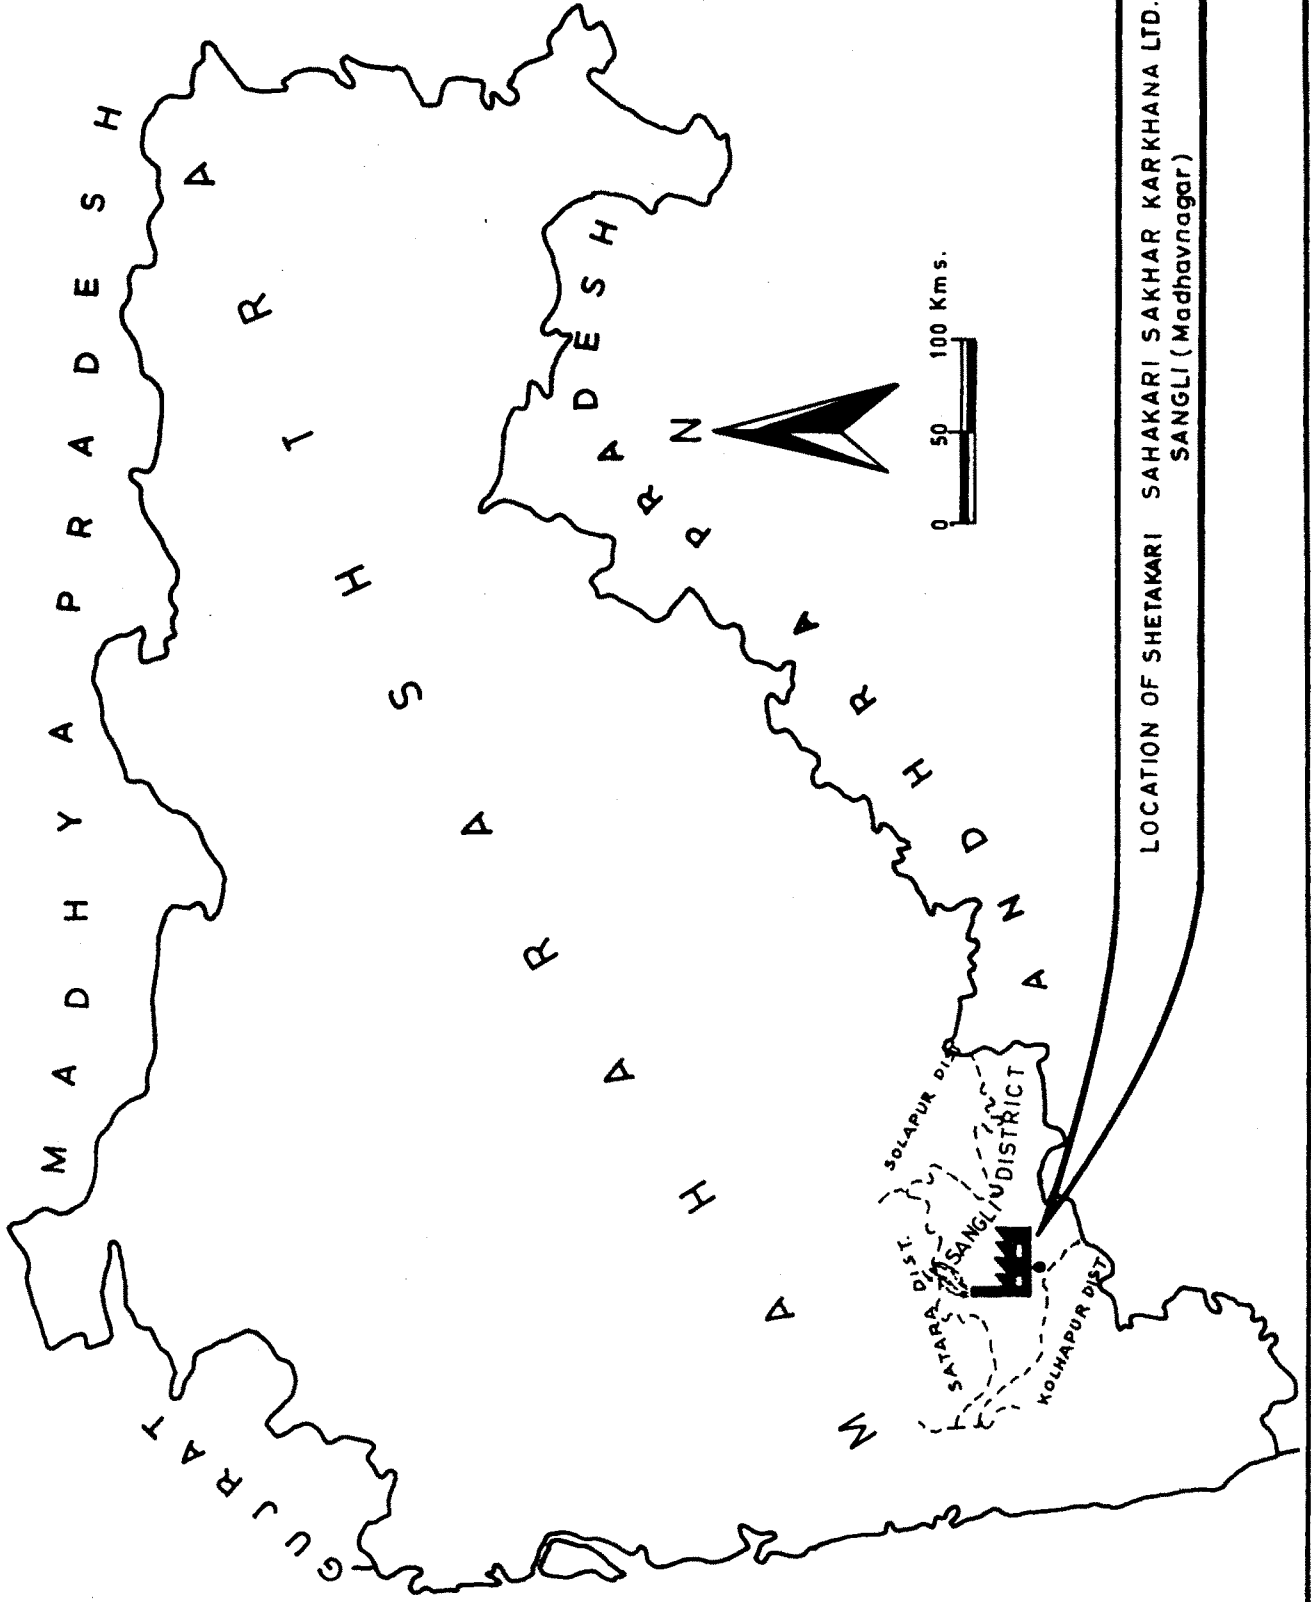 MADHYA PRADESH
GUJRAT
MAHARASHTRA
ANDHRA PRADESH
N
0 50 100 Kms.
SOLAPUR DIST
SATARA DIST.
SANGLI DISTRICT
KOLHAPUR DIST
LOCATION OF SHETAKARI SAHAKARI SAKHAR KARKHANA LTD.
SANGLI (Madhavnagar)